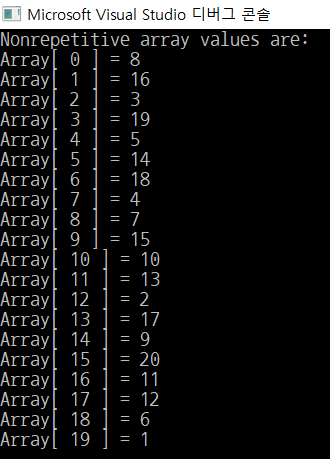 Microsoft Visual Studio 디버그 콘솔
Nonrepetitive array values are:
Array[ 0 ] = 8
Array[ 1 ] = 16
Array[ 2 ] = 3
Array[ 3 ] = 19
Array[ 4 ] = 5
Array[ 5 ] = 14
Array[ 6 ] = 18
Array[ 7 ] = 4
Array[ 8 ] = 7
Array[ 9 ] = 15
Array[ 10 ] = 10
Array[ 11 ] = 13
Array[ 12 ] = 2
Array[ 13 ] = 17
Array[ 14 ] = 9
Array[ 15 ] = 20
Array[ 16 ] = 11
Array[ 17 ] = 12
Array[ 18 ] = 6
Array[ 19 ] = 1